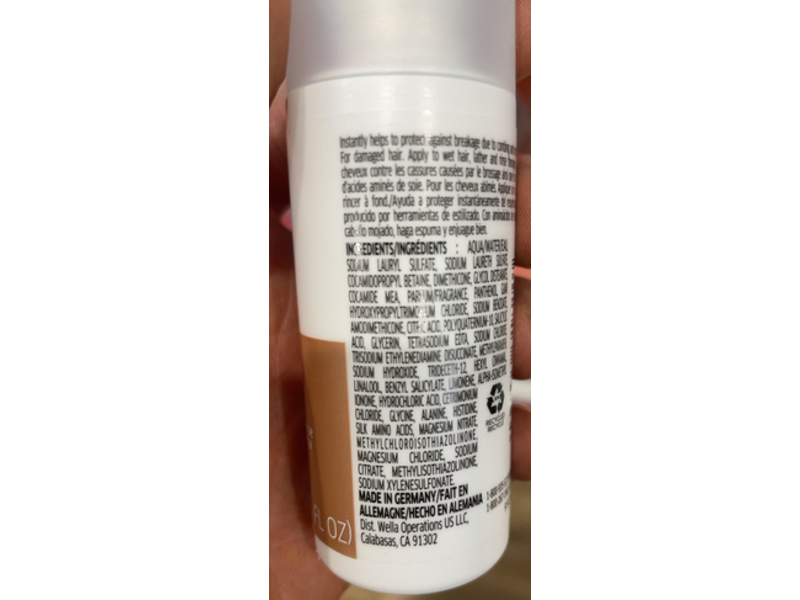 Instantly helps to protect against breakage due to combing and
For damaged hair. Apply to wet hair, lather and rinse
cheveux contre les cassures causées par le brossage
d'acides aminés de soie. Pour les cheveux abîmés. Appliquer
rincer à fond./Ayuda a proteger instantáneamente de
producido por herramientas de estilizado. Con
cabello mojado, haga espuma y enjuague bien.
INGREDIENTS/INGRÉDIENTS : AQUA/WATER/EAU,
SODIUM LAURYL SULFATE, SODIUM LAURETH SULFATE,
COCAMIDOPROPYL BETAINE, DIMETHICONE, GLYCOL DISTEARATE,
COCAMIDE MEA, PARFUM/FRAGRANCE, PANTHENOL, GUAR
HYDROXYPROPYLTRIMONIUM CHLORIDE, SODIUM BENZOATE,
AMODIMETHICONE, CITRIC ACID, POLYQUATERNIUM-10, SALICYLIC
ACID, GLYCERIN, TETRASODIUM EDTA, SODIUM CHLORIDE,
TRISODIUM ETHYLENEDIAMINE DISUCCINATE, METHYLPARABEN,
SODIUM HYDROXIDE, TRIDECETH-12, HEXYL CINNAMAL,
LINALOOL, BENZYL SALICYLATE, LIMONENE, ALPHA-ISOMETHYL
IONONE, HYDROCHLORIC ACID, CETRIMONIUM
CHLORIDE, GLYCINE, ALANINE, HISTIDINE,
SILK AMINO ACIDS, MAGNESIUM NITRATE,
METHYLCHLOROISOTHIAZOLINONE,
MAGNESIUM CHLORIDE, SODIUM
CITRATE, METHYLISOTHIAZOLINONE,
SODIUM XYLENESULFONATE.
MADE IN GERMANY/FAIT EN
ALLEMAGNE/HECHO EN ALEMANIA
Dist. Wella Operations US LLC,
Calabasas, CA 91302
FL OZ)